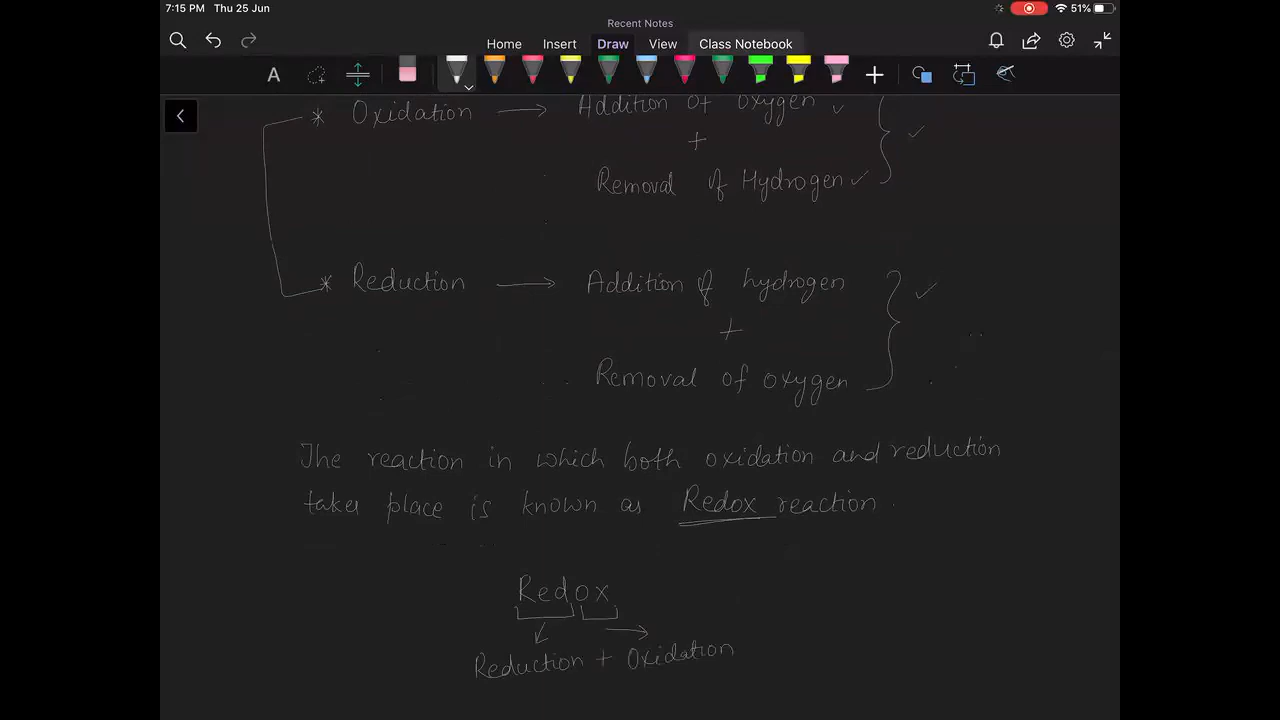 7:15 PM Thu 25 Jun
51%
Recent Notes
Home Insert Draw View Class Notebook
A
* Oxidation → Addition of oxygen ✓
+
Removal of Hydrogen ✓
* Reduction → Addition of hydrogen
+
Removal of oxygen
The reaction in which both oxidation and reduction
takes place is known as Redox reaction.
Redox
Reduction + Oxidation